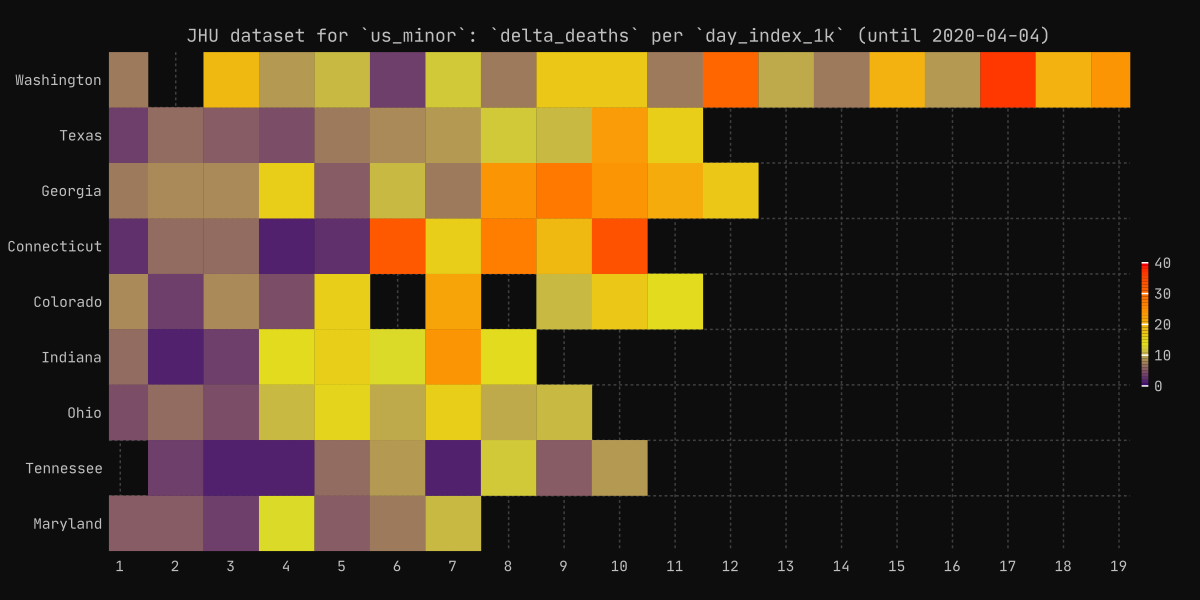 JHU dataset for `us_minor`: `delta_deaths` per `day_index_1k` (until 2020-04-04)
Washington
Texas
Georgia
Connecticut
Colorado
Indiana
Ohio
Tennessee
Maryland
40
30
20
10
0
1 2 3 4 5 6 7 8 9 10 11 12 13 14 15 16 17 18 19